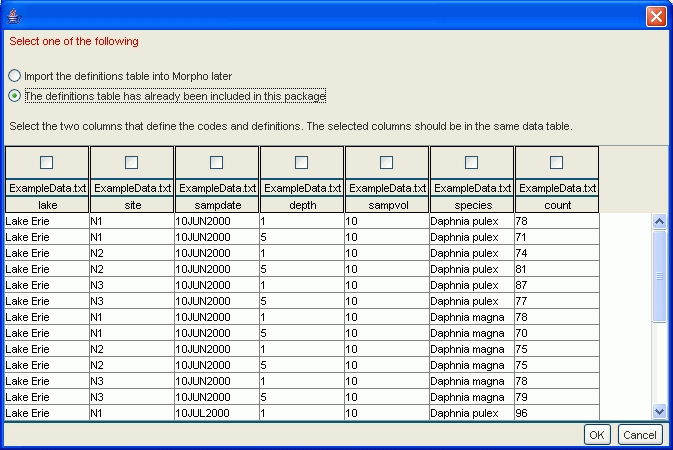 Select one of the following
Import the definitions table into Morpho later
The definitions table has already been included in this package
Select the two columns that define the codes and definitions. The selected columns should be in the same data table.
ExampleData.txt ExampleData.txt ExampleData.txt ExampleData.txt ExampleData.txt ExampleData.txt ExampleData.txt
lake site sampdate depth sampvol species count
Lake Erie N1 10JUN2000 1 10 Daphnia pulex 78
Lake Erie N1 10JUN2000 5 10 Daphnia pulex 71
Lake Erie N2 10JUN2000 1 10 Daphnia pulex 74
Lake Erie N2 10JUN2000 5 10 Daphnia pulex 81
Lake Erie N3 10JUN2000 1 10 Daphnia pulex 87
Lake Erie N3 10JUN2000 5 10 Daphnia pulex 77
Lake Erie N1 10JUN2000 1 10 Daphnia magna 78
Lake Erie N1 10JUN2000 5 10 Daphnia magna 70
Lake Erie N2 10JUN2000 1 10 Daphnia magna 75
Lake Erie N2 10JUN2000 5 10 Daphnia magna 75
Lake Erie N3 10JUN2000 1 10 Daphnia magna 78
Lake Erie N3 10JUN2000 5 10 Daphnia magna 79
Lake Erie N1 10JUL2000 1 10 Daphnia pulex 96
OK Cancel